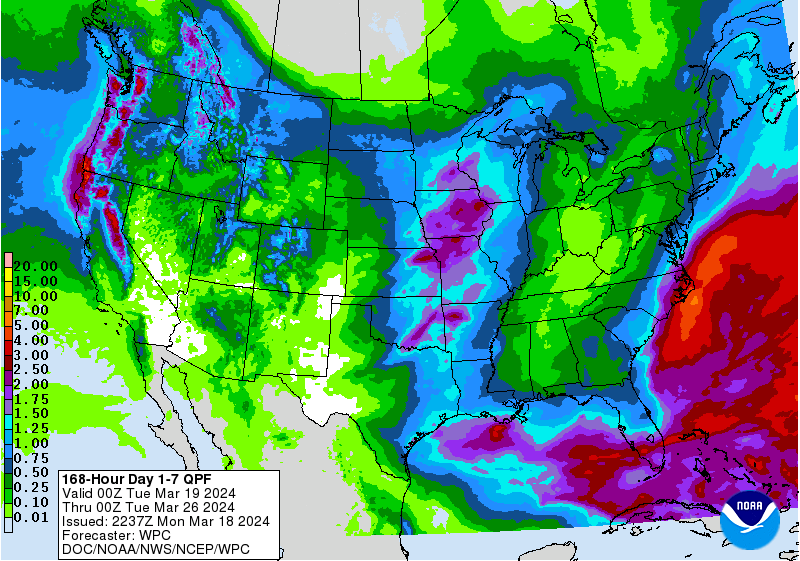 20.00
15.00
10.00
7.00
5.00
4.00
3.00
2.50
2.00
1.75
1.50
1.25
1.00
0.75
0.50
0.25
0.10
0.01
168-Hour Day 1-7 QPF
Valid 00Z Tue Mar 19 2024
Thru 00Z Tue Mar 26 2024
Issued: 2237Z Mon Mar 18 2024
Forecaster: WPC
DOC/NOAA/NWS/NCEP/WPC
NOAA